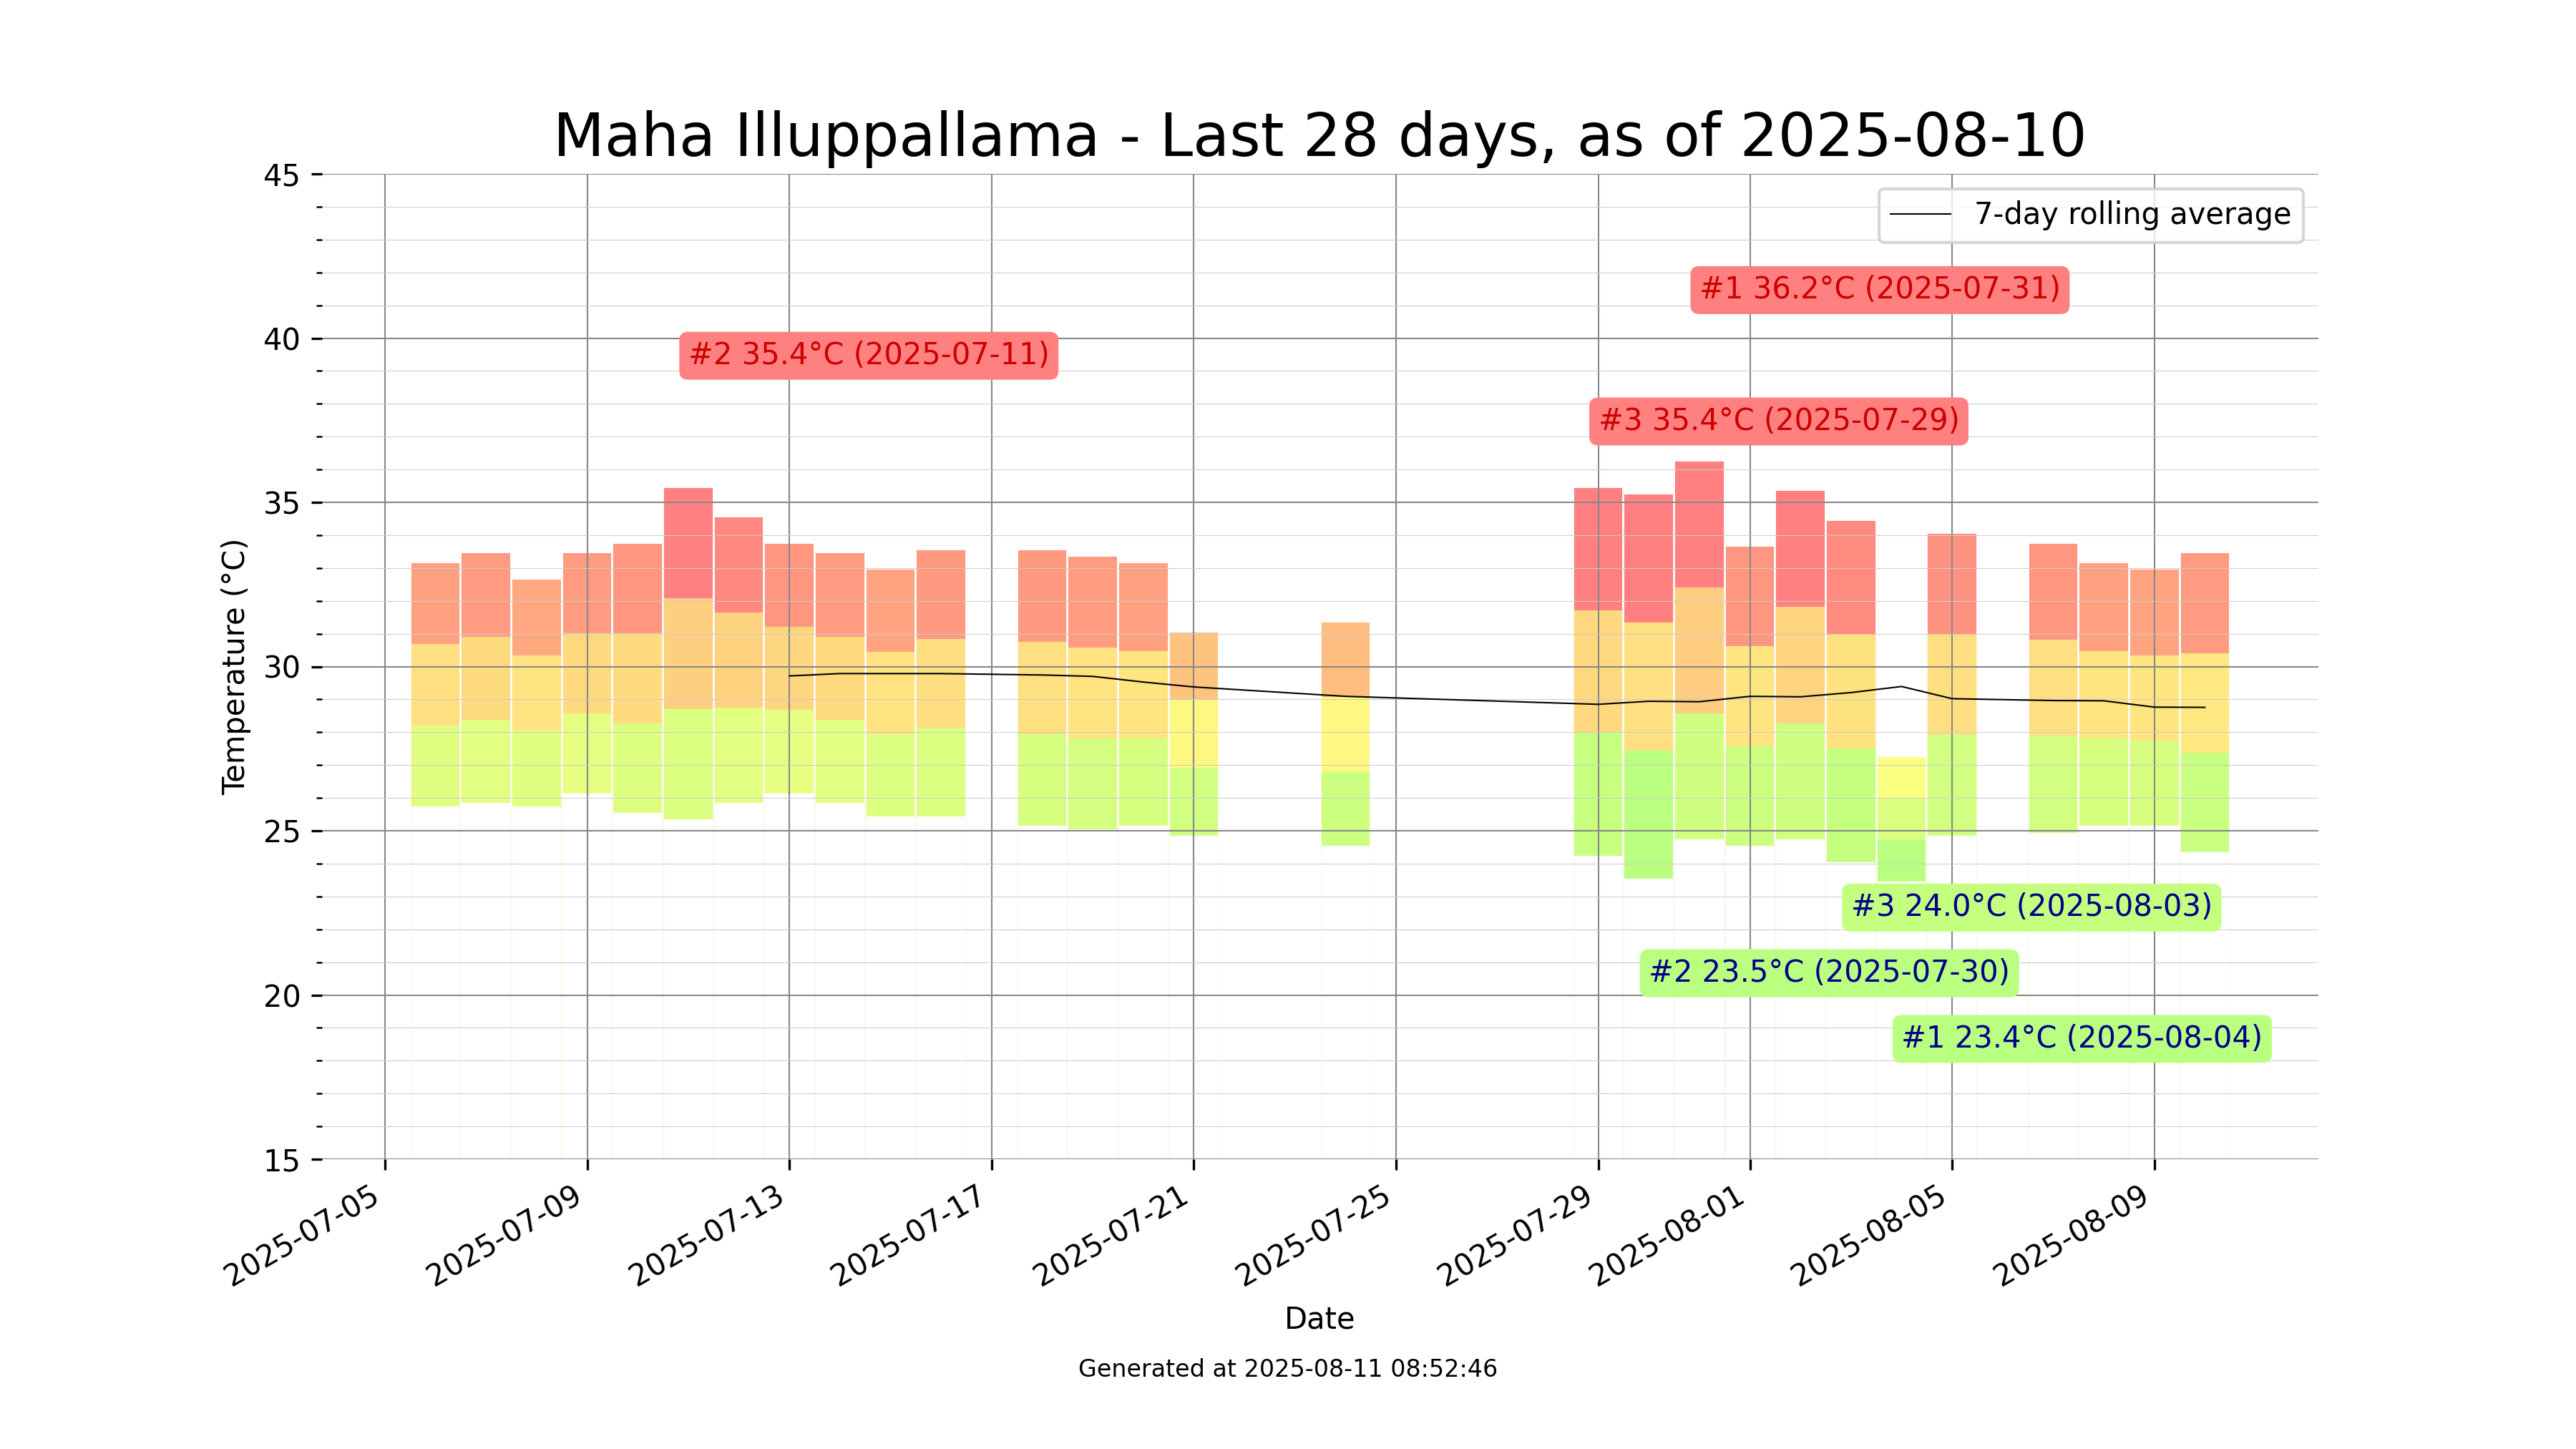 Maha Illuppallama - Last 28 days, as of 2025-08-10
7-day rolling average
#1 36.2°C (2025-07-31)
#2 35.4°C (2025-07-11)
#3 35.4°C (2025-07-29)
#3 24.0°C (2025-08-03)
#2 23.5°C (2025-07-30)
#1 23.4°C (2025-08-04)
Temperature (°C)
45
40
35
30
25
20
15
2025-07-05
2025-07-09
2025-07-13
2025-07-17
2025-07-21
2025-07-25
2025-07-29
2025-08-01
2025-08-05
2025-08-09
Date
Generated at 2025-08-11 08:52:46